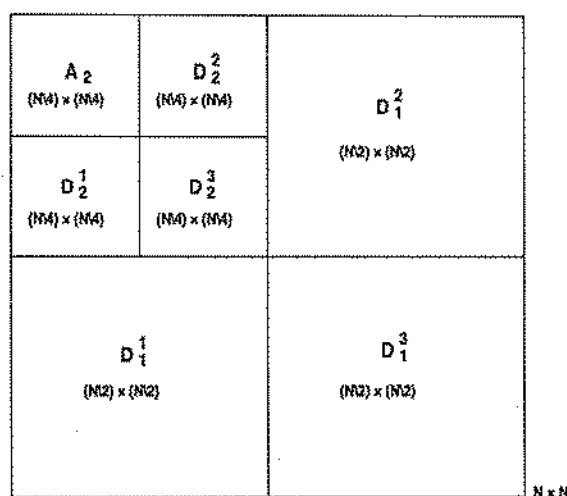 A 2
(N\4) x (N\4)
D 2 2
(N\4) x (N\4)
D 2 1
(N\2) x (N\2)
D 1 2
(N\4) x (N\4)
D 3 2
(N\4) x (N\4)
D 1 1
(N\2) x (N\2)
D 3 1
(N\2) x (N\2)
N x N